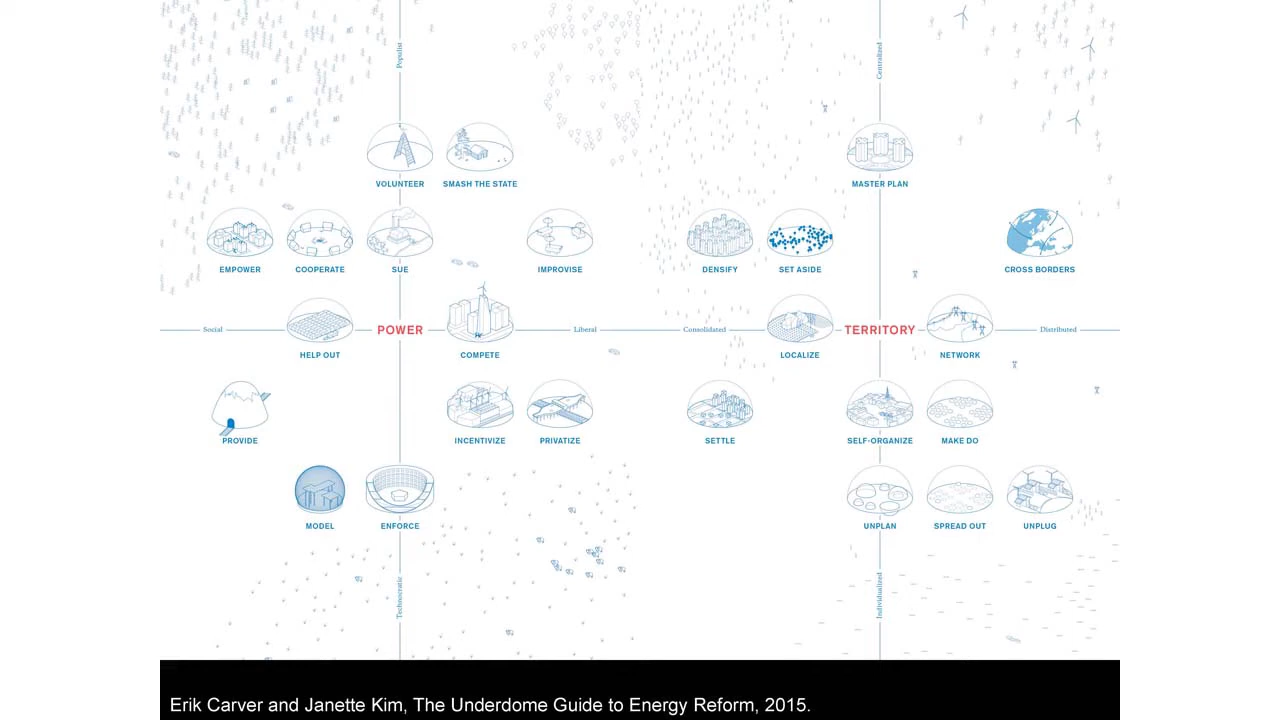 Populist
Centralized
VOLUNTEER
SMASH THE STATE
MASTER PLAN
EMPOWER
COOPERATE
SUE
IMPROVISE
DENSIFY
SET ASIDE
CROSS BORDERS
Social
POWER
Liberal
Consolidated
TERRITORY
Distributed
HELP OUT
COMPETE
LOCALIZE
NETWORK
PROVIDE
INCENTIVIZE
PRIVATIZE
SETTLE
SELF-ORGANIZE
MAKE DO
MODEL
ENFORCE
UNPLAN
SPREAD OUT
UNPLUG
Technocratic
Individualized
Erik Carver and Janette Kim, The Underdome Guide to Energy Reform, 2015.